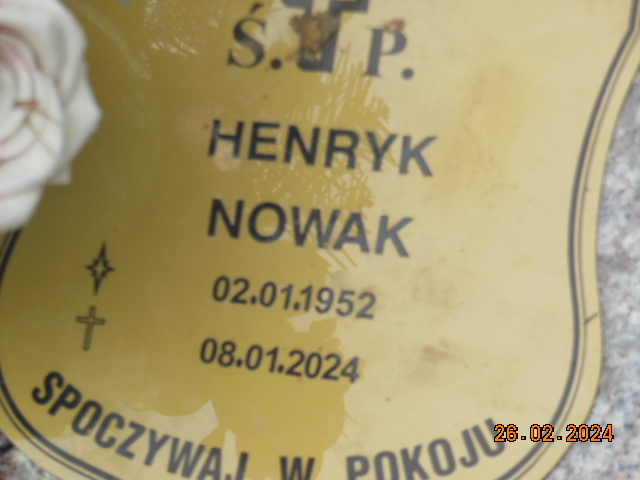 Ś. P.
HENRYK
NOWAK
02.01.1952
08.01.2024
SPOCZYWAJ W POKOJU
26.02.2024